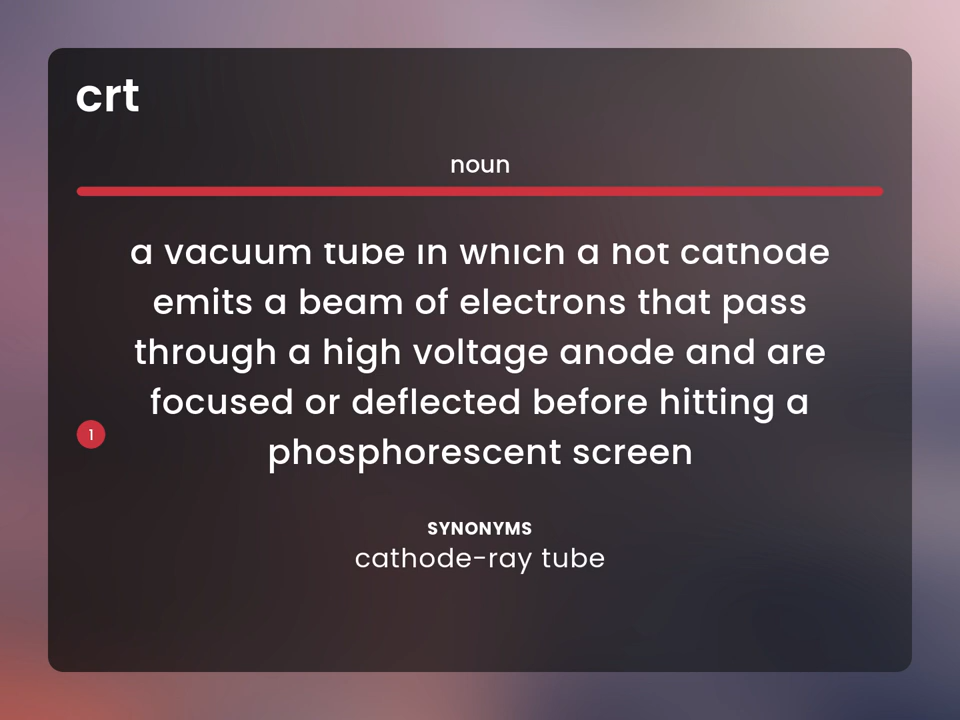 crt
noun
a vacuum tube in which a hot cathode
emits a beam of electrons that pass
through a high voltage anode and are
focused or deflected before hitting a
1
phosphorescent screen
SYNONYMS
cathode-ray tube